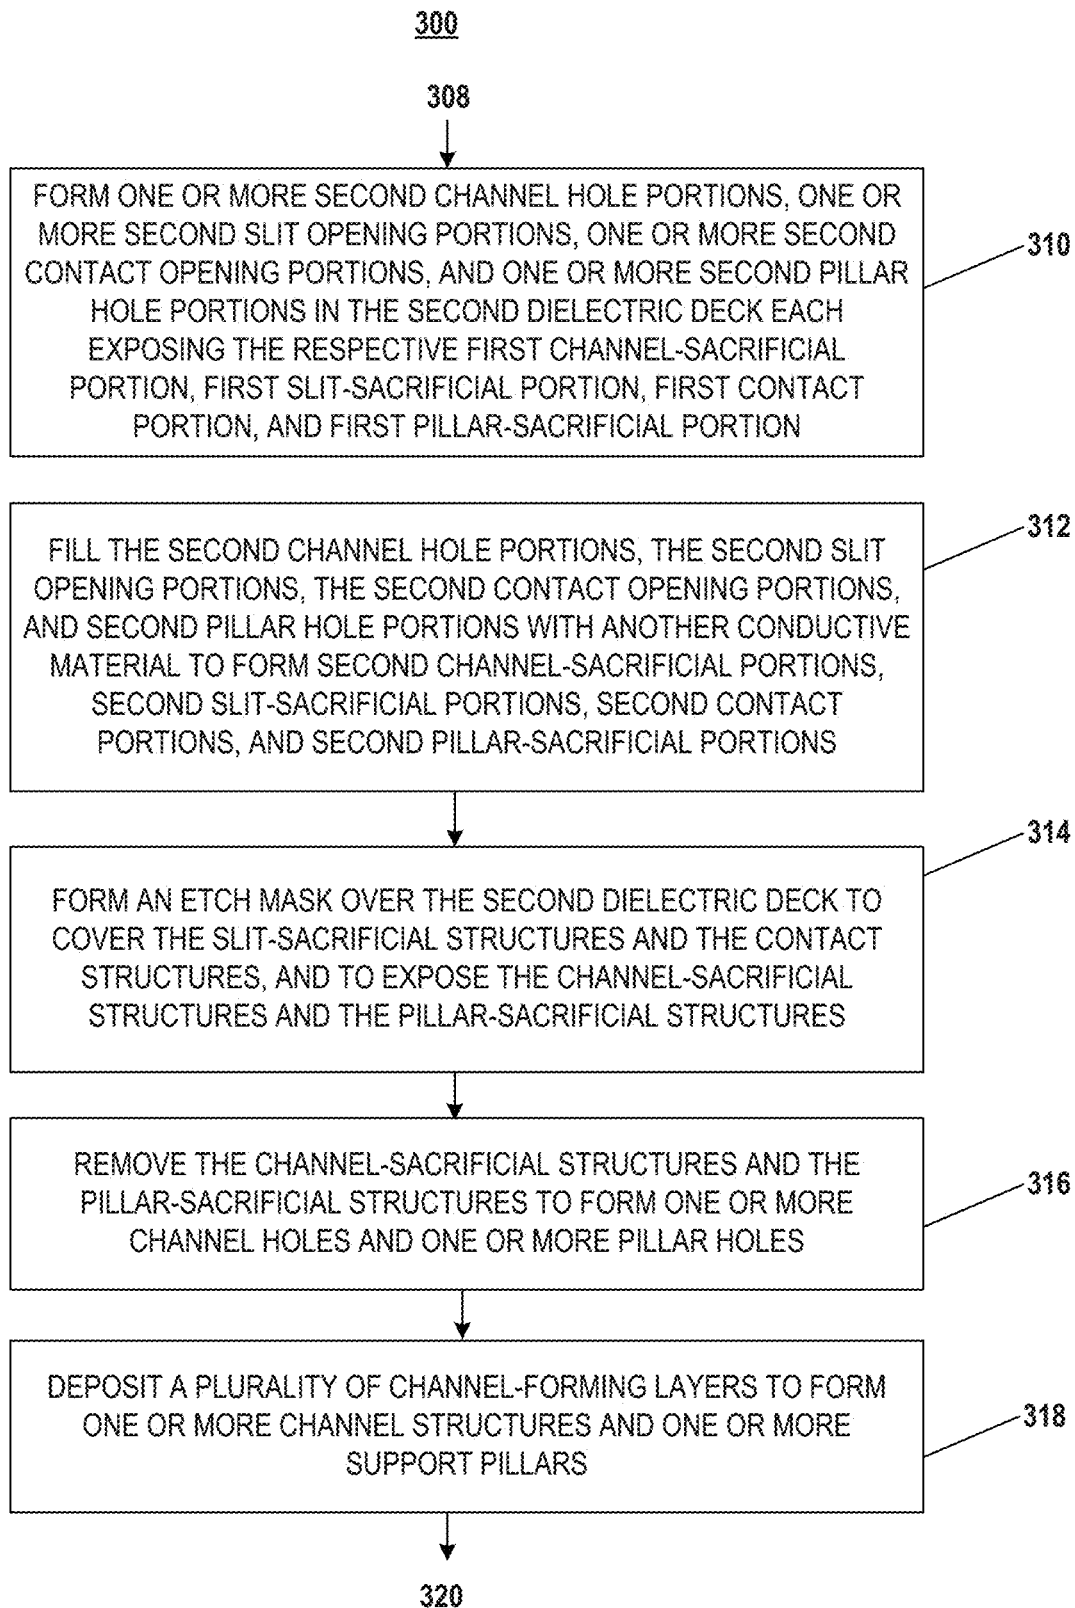 300
308
FORM ONE OR MORE SECOND CHANNEL HOLE PORTIONS, ONE OR
MORE SECOND SLIT OPENING PORTIONS, ONE OR MORE SECOND
CONTACT OPENING PORTIONS, AND ONE OR MORE SECOND PILLAR
HOLE PORTIONS IN THE SECOND DIELECTRIC DECK EACH
EXPOSING THE RESPECTIVE FIRST CHANNEL-SACRIFICIAL
PORTION, FIRST SLIT-SACRIFICIAL PORTION, FIRST CONTACT
PORTION, AND FIRST PILLAR-SACRIFICIAL PORTION
310
FILL THE SECOND CHANNEL HOLE PORTIONS, THE SECOND SLIT
OPENING PORTIONS, THE SECOND CONTACT OPENING PORTIONS,
AND SECOND PILLAR HOLE PORTIONS WITH ANOTHER CONDUCTIVE
MATERIAL TO FORM SECOND CHANNEL-SACRIFICIAL PORTIONS,
SECOND SLIT-SACRIFICIAL PORTIONS, SECOND CONTACT
PORTIONS, AND SECOND PILLAR-SACRIFICIAL PORTIONS
312
FORM AN ETCH MASK OVER THE SECOND DIELECTRIC DECK TO
COVER THE SLIT-SACRIFICIAL STRUCTURES AND THE CONTACT
STRUCTURES, AND TO EXPOSE THE CHANNEL-SACRIFICIAL
STRUCTURES AND THE PILLAR-SACRIFICIAL STRUCTURES
314
REMOVE THE CHANNEL-SACRIFICIAL STRUCTURES AND THE
PILLAR-SACRIFICIAL STRUCTURES TO FORM ONE OR MORE
CHANNEL HOLES AND ONE OR MORE PILLAR HOLES
316
DEPOSIT A PLURALITY OF CHANNEL-FORMING LAYERS TO FORM
ONE OR MORE CHANNEL STRUCTURES AND ONE OR MORE
SUPPORT PILLARS
318
320